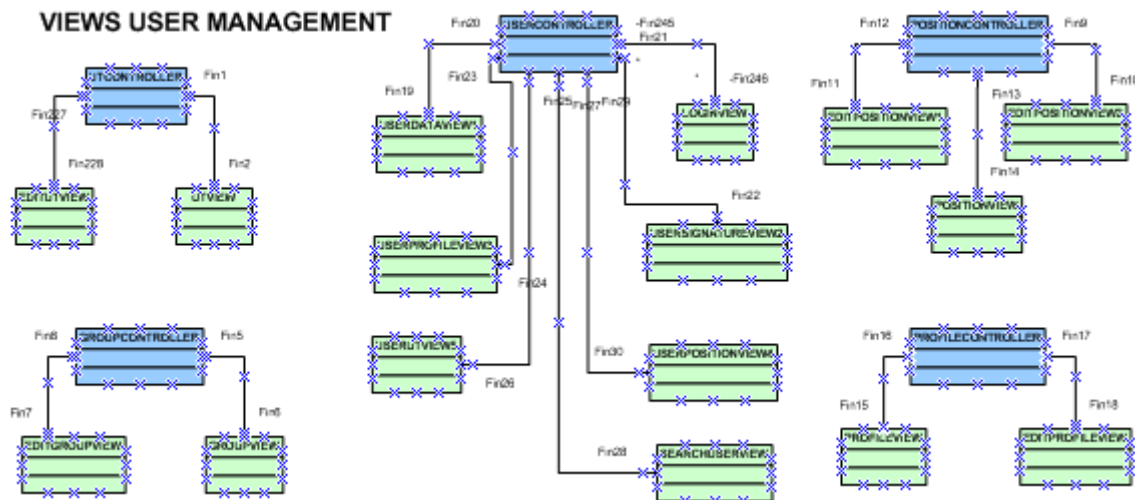 VIEWS USER MANAGEMENT
Fin20
USERCONTROLLER
-Fin245
Fin21
Fin12
POSITIONCONTROLLER
Fin9
UTCONTROLLER
Fin1
Fin23
Fin19
Fin25
Fin27
Fin29
-Fin246
Fin11
Fin13
Fin10
Fin227
USERDATAVIEW1
LOGINVIEW
EDITPOSITIONVIEW1
EDITPOSITIONVIEW2
Fin228
Fin2
Fin14
EDITUTVIEW
UTVIEW
Fin22
POSITIONVIEW
USERPROFILEVIEW3
USERSIGNATUREVIEW2
Fin24
Fin8
GROUPCONTROLLER
Fin5
USERUTVIEW5
Fin30
USERPOSITIONVIEW4
Fin16
PROFILECONTROLLER
Fin17
Fin26
Fin7
Fin6
Fin15
Fin18
EDITGROUPVIEW
GROUPVIEW
Fin28
SEARCHUSERVIEW
PROFILEVIEW
EDITPROFILEVIEW